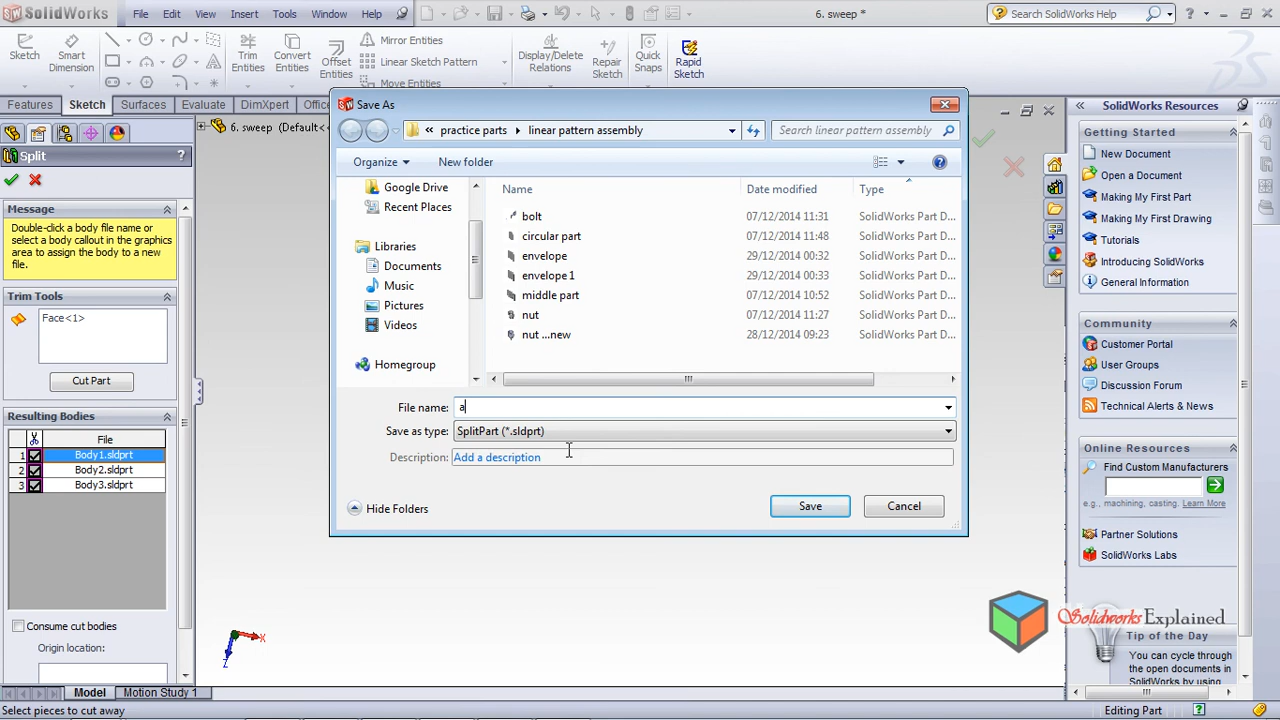 SolidWorks
File
Edit
View
Insert
Tools
Window
Help
6. sweep *
Search SolidWorks Help
Sketch
Smart
Dimension
Trim
Entities
Convert
Entities
Offset
Entities
Mirror Entities
Linear Sketch Pattern
Move Entities
Display/Delete
Relations
Repair
Sketch
Quick
Snaps
Rapid
Sketch
Features
Sketch
Surfaces
Evaluate
DimXpert
6. sweep (Default<
Split
?
Message
Double-click a body file name or
select a body callout in the graphics
area to assign the body to a new
file.
Trim Tools
Face<1>
Cut Part
Resulting Bodies
File
1 Body1.sldprt
2 Body2.sldprt
3 Body3.sldprt
Consume cut bodies
Origin location:
Save As
« practice parts linear pattern assembly
Search linear pattern assembly
Organize
New folder
Google Drive
Recent Places
Libraries
Documents
Music
Pictures
Videos
Homegroup
Name Date modified Type
bolt 07/12/2014 11:31 SolidWorks Part D...
circular part 07/12/2014 11:48 SolidWorks Part D...
envelope 29/12/2014 00:32 SolidWorks Part D...
envelope 1 29/12/2014 00:33 SolidWorks Part D...
middle part 07/12/2014 10:52 SolidWorks Part D...
nut 07/12/2014 11:27 SolidWorks Part D...
nut ...new 28/12/2014 09:23 SolidWorks Part D...
File name: a
Save as type: SplitPart (*.sldprt)
Description: Add a description
Hide Folders
Save
Cancel
SolidWorks Resources
Getting Started
New Document
Open a Document
Making My First Part
Making My First Drawing
Tutorials
Introducing SolidWorks
General Information
Community
Customer Portal
User Groups
Discussion Forum
Technical Alerts & News
Online Resources
Find Custom Manufacturers
e.g., machining, casting. Learn More
Partner Solutions
SolidWorks Labs
Solidworks Explained
Tip of the Day
You can cycle through
the open documents in
SolidWorks by using
X
Z
Model
Motion Study 1
Select pieces to cut away
Editing Part